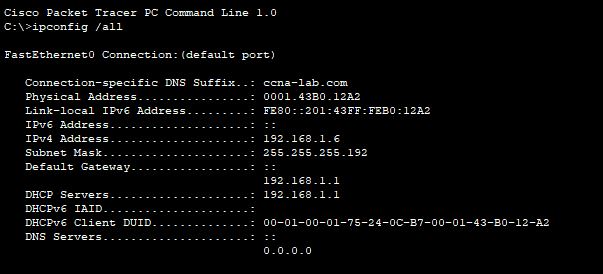 Cisco Packet Tracer PC Command Line 1.0
C:\>ipconfig /all
FastEthernet0 Connection:(default port)
Connection-specific DNS Suffix..: ccna-lab.com
Physical Address................: 0001.43B0.12A2
Link-local IPv6 Address.........: FE80::201:43FF:FEB0:12A2
IPv6 Address....................: ::
IPv4 Address....................: 192.168.1.6
Subnet Mask.....................: 255.255.255.192
Default Gateway.................: ::
192.168.1.1
DHCP Servers....................: 192.168.1.1
DHCPv6 IAID.....................:
DHCPv6 Client DUID..............: 00-01-00-01-75-24-0C-B7-00-01-43-B0-12-A2
DNS Servers.....................: ::
0.0.0.0